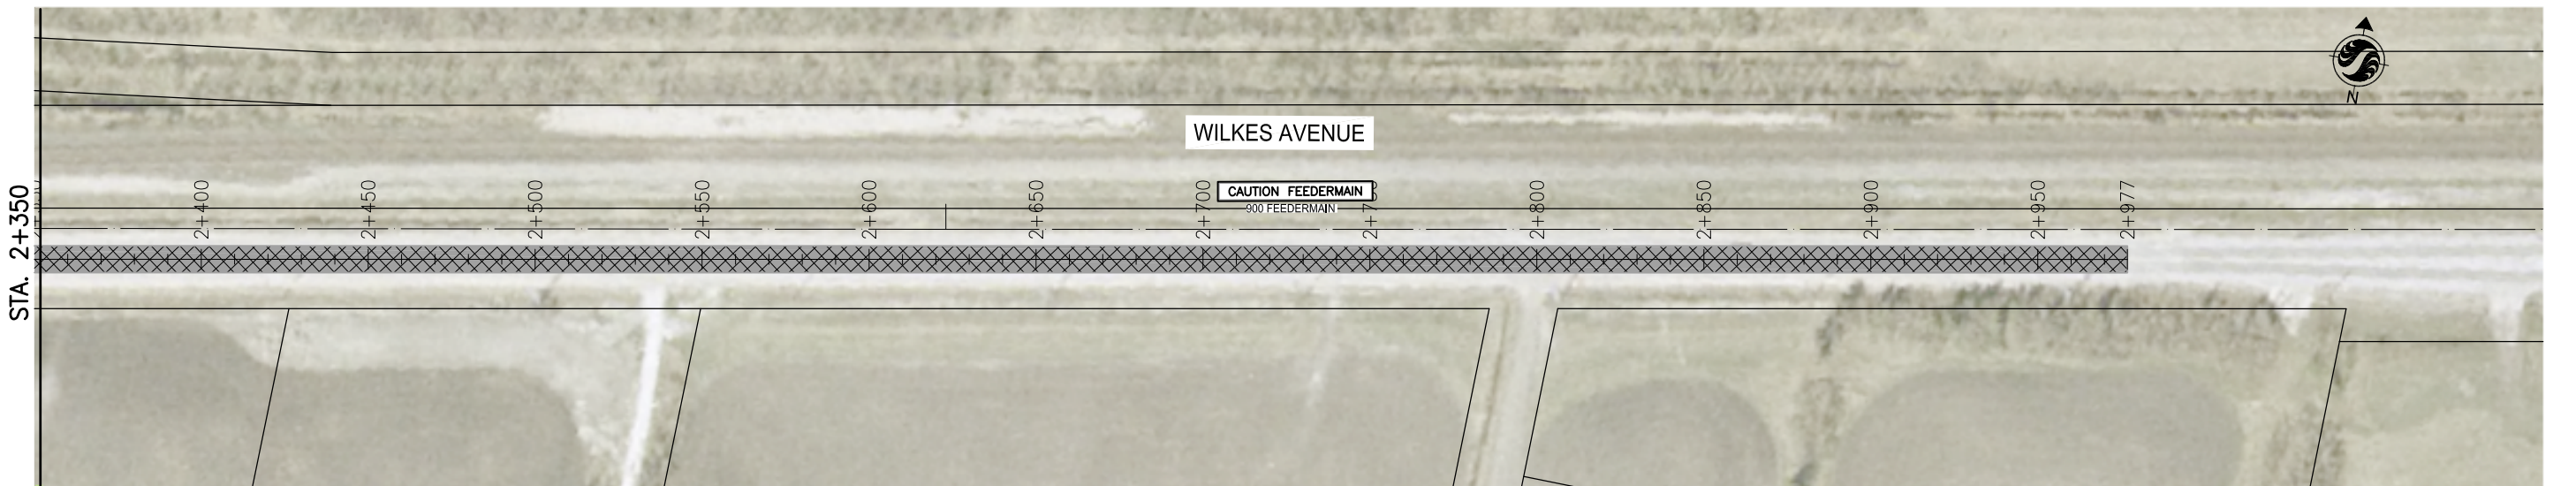 N
WILKES AVENUE
CAUTION FEEDERMAIN
900 FEEDERMAIN
STA. 2+350
2+400
2+450
2+500
2+550
2+600
2+650
2+700
2+800
2+850
2+900
2+950
2+977